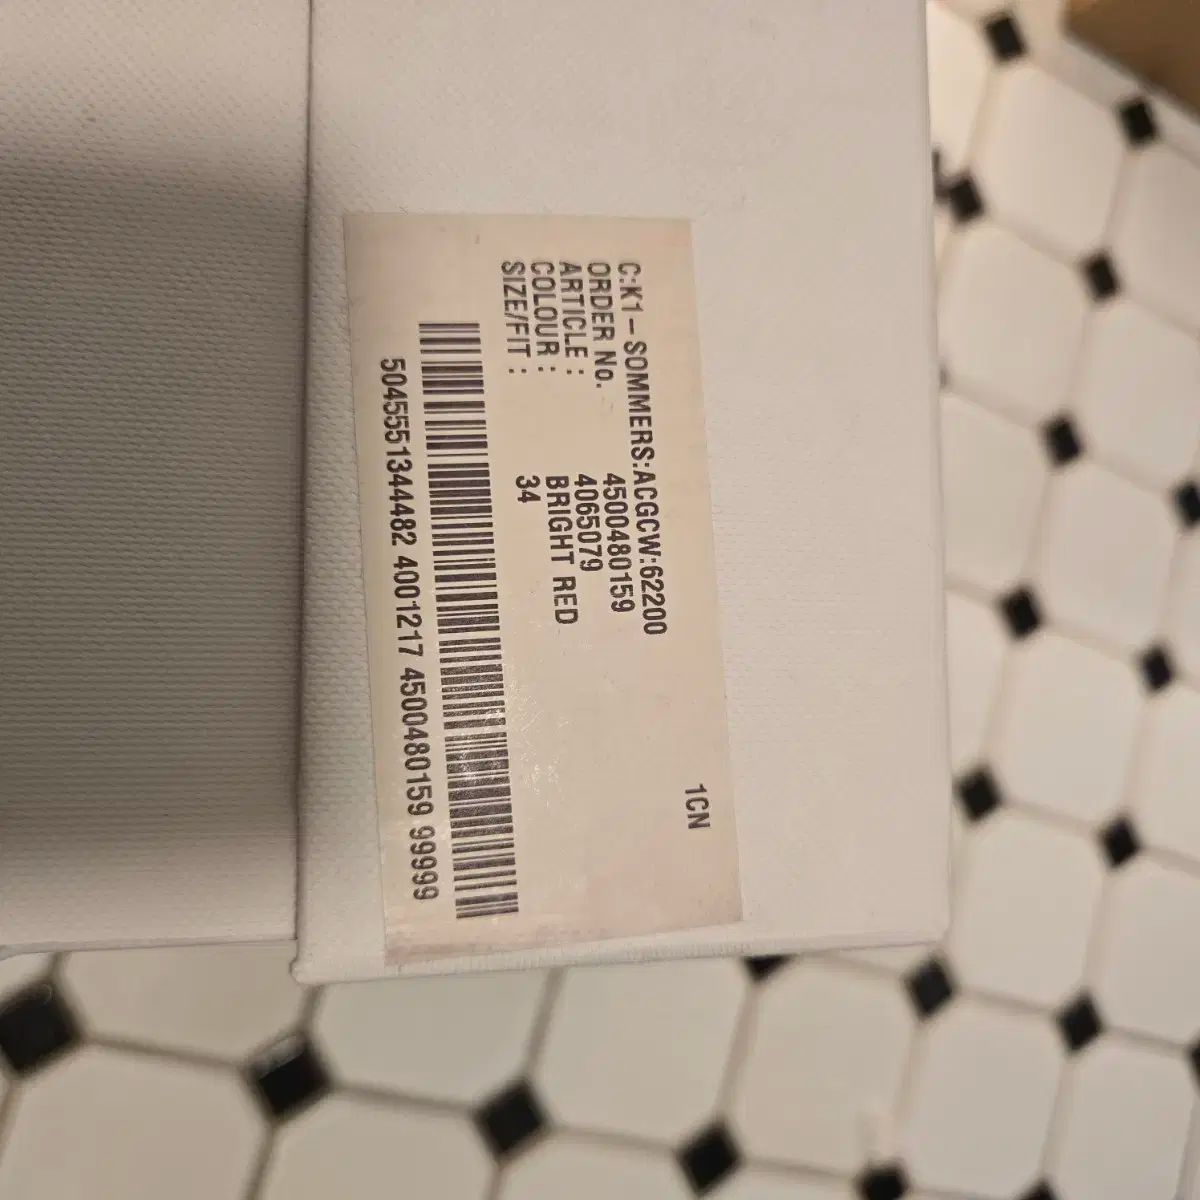 1CN
C:K1-SOMMERS:ACGCW:62200
ORDER No. 4500480159
ARTICLE : 4065079
COLOUR : BRIGHT RED
SIZE/FIT : 34
5045551344482 4001217 4500480159 99999